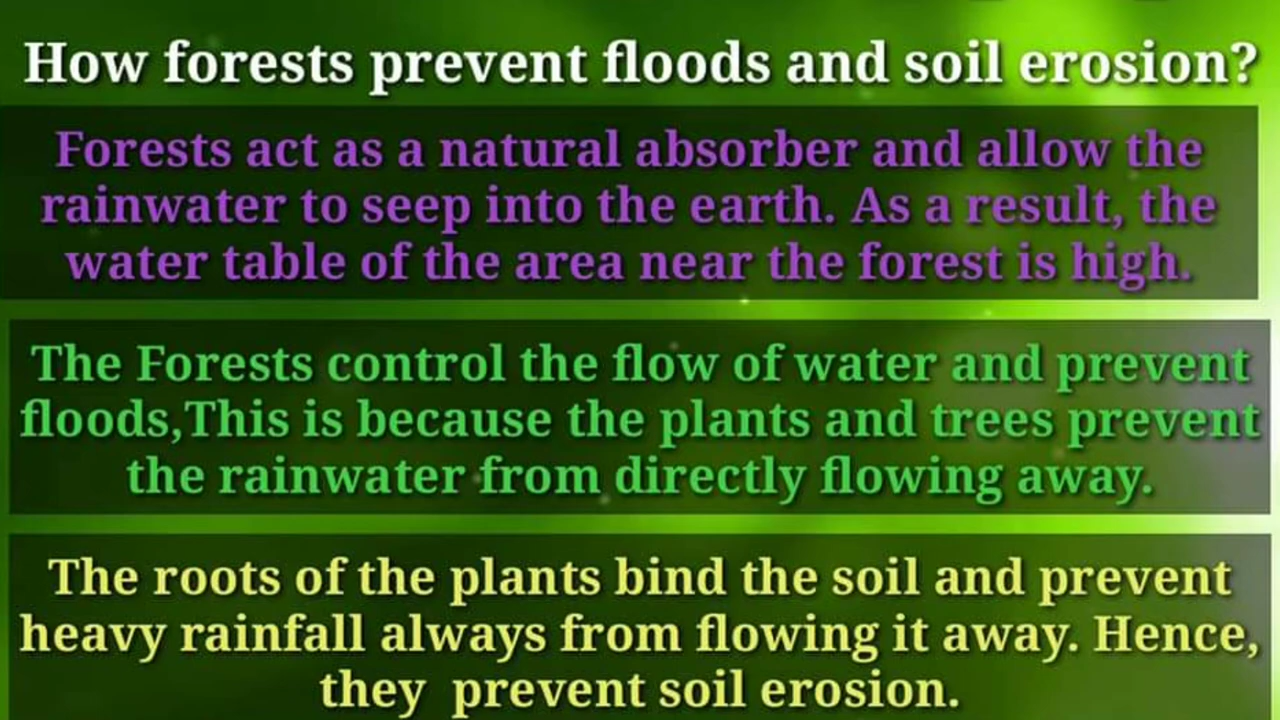 How forests prevent floods and soil erosion?
Forests act as a natural absorber and allow the
rainwater to seep into the earth. As a result, the
water table of the area near the forest is high.
The Forests control the flow of water and prevent
floods,This is because the plants and trees prevent
the rainwater from directly flowing away.
The roots of the plants bind the soil and prevent
heavy rainfall always from flowing it away. Hence,
they  prevent soil erosion.